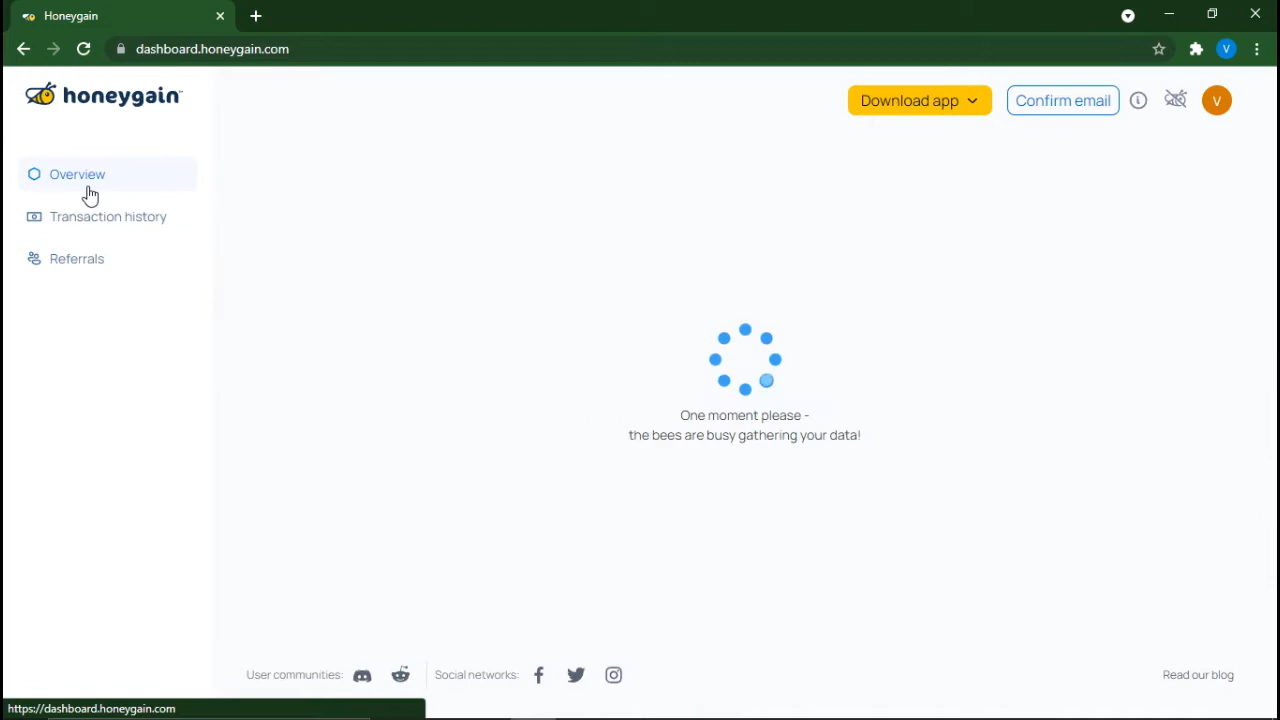 Honeygain
dashboard.honeygain.com
V
honeygain
Download app
Confirm email
V
Overview
Transaction history
Referrals
One moment please -
the bees are busy gathering your data!
User communities:
Social networks:
Read our blog
https://dashboard.honeygain.com